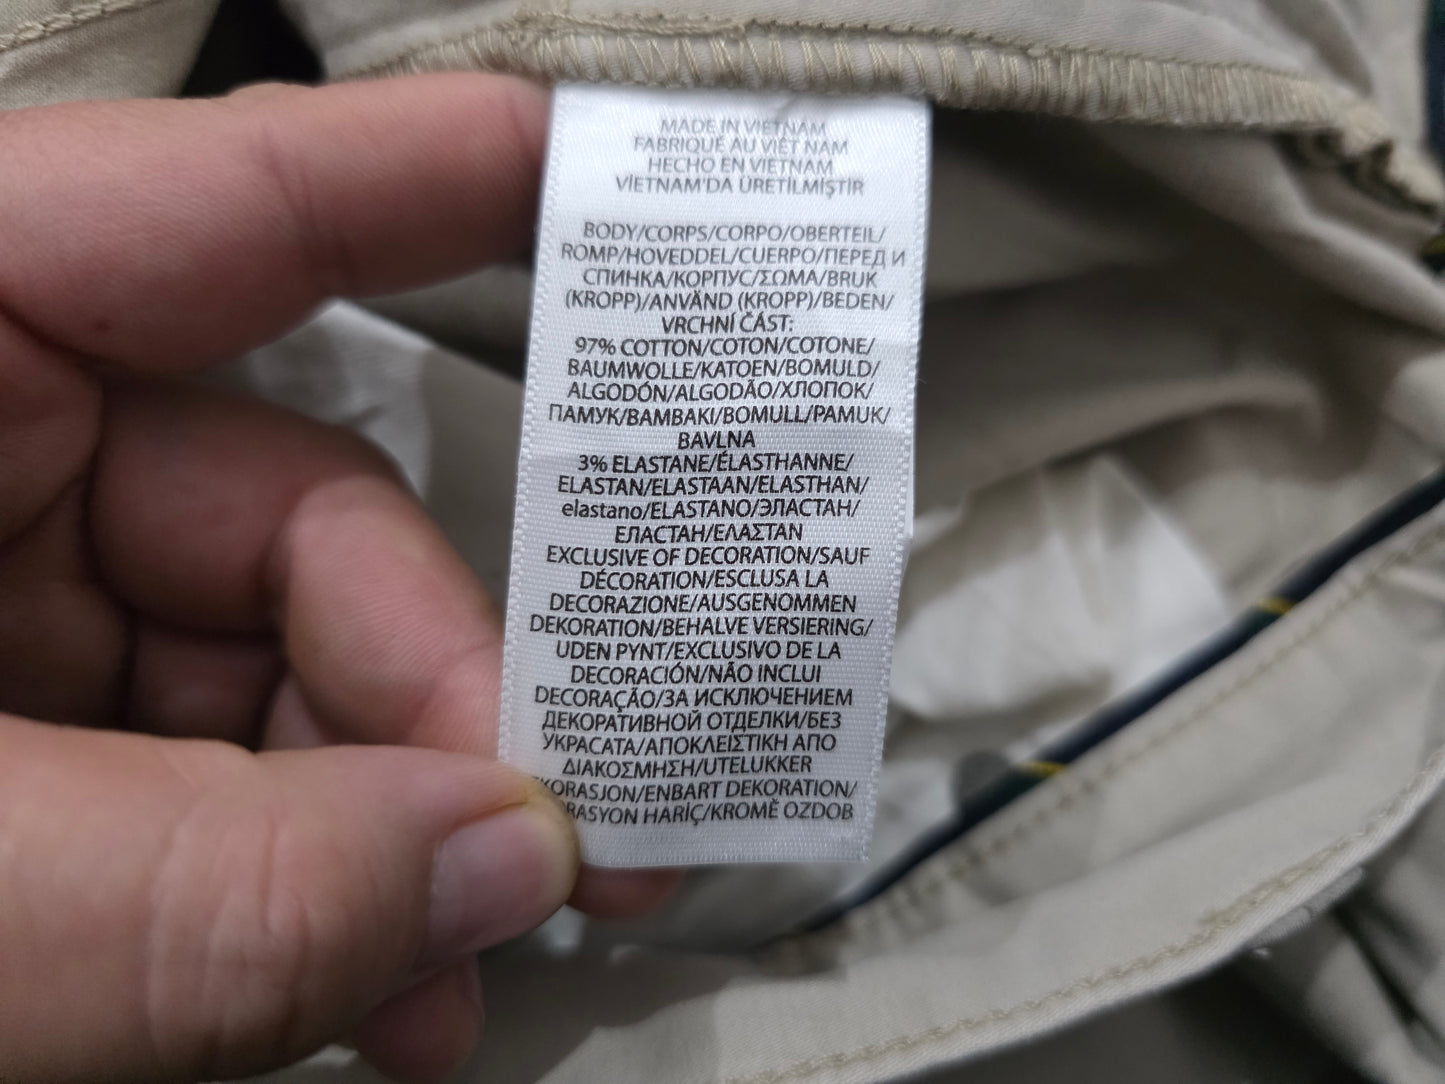 MADE IN VIETNAM
FABRIQUÉ AU VIÊT NAM
HECHO EN VIETNAM
VİETNAM'DA ÜRETİLMİŞTİR
BODY/CORPS/CORPO/OBERTEIL/
ROMP/HOVEDDEL/CUERPO/ПЕРЕД И
СПИНКА/КОРПУС/ΣΩΜΑ/BRUK
(KROPP)/ANVÄND (KROPP)/BEDEN/
VRCHNÍ ČÁST:
97% COTTON/COTON/COTONE/
BAUMWOLLE/KATOEN/BOMULD/
ALGODÓN/ALGODÃO/ХЛОПОК/
ПАМУК/ΒΑΜΒΑΚΙ/BOMULL/PAMUK/
BAVLNA
3% ELASTANE/ÉLASTHANNE/
ELASTAN/ELASTAAN/ELASTHAN/
elastano/ELASTANO/ЭЛАСТАН/
ЕЛАСТАН/ΕΛΑΣΤΑΝ
EXCLUSIVE OF DECORATION/SAUF
DÉCORATION/ESCLUSA LA
DECORAZIONE/AUSGENOMMEN
DEKORATION/BEHALVE VERSIERING/
UDEN PYNT/EXCLUSIVO DE LA
DECORACIÓN/NÃO INCLUI
DECORAÇÃO/ЗА ИСКЛЮЧЕНИЕМ
ДЕКОРАТИВНОЙ ОТДЕЛКИ/БЕЗ
УКРАСАТА/ΑΠΟΚΛΕΙΣΤΙΚΗ ΑΠΟ
ΔΙΑΚΟΣΜΗΣΗ/UTELUKKER
KORASJON/ENBART DEKORATION/
RASYON HARİÇ/KROMĚ OZDOB